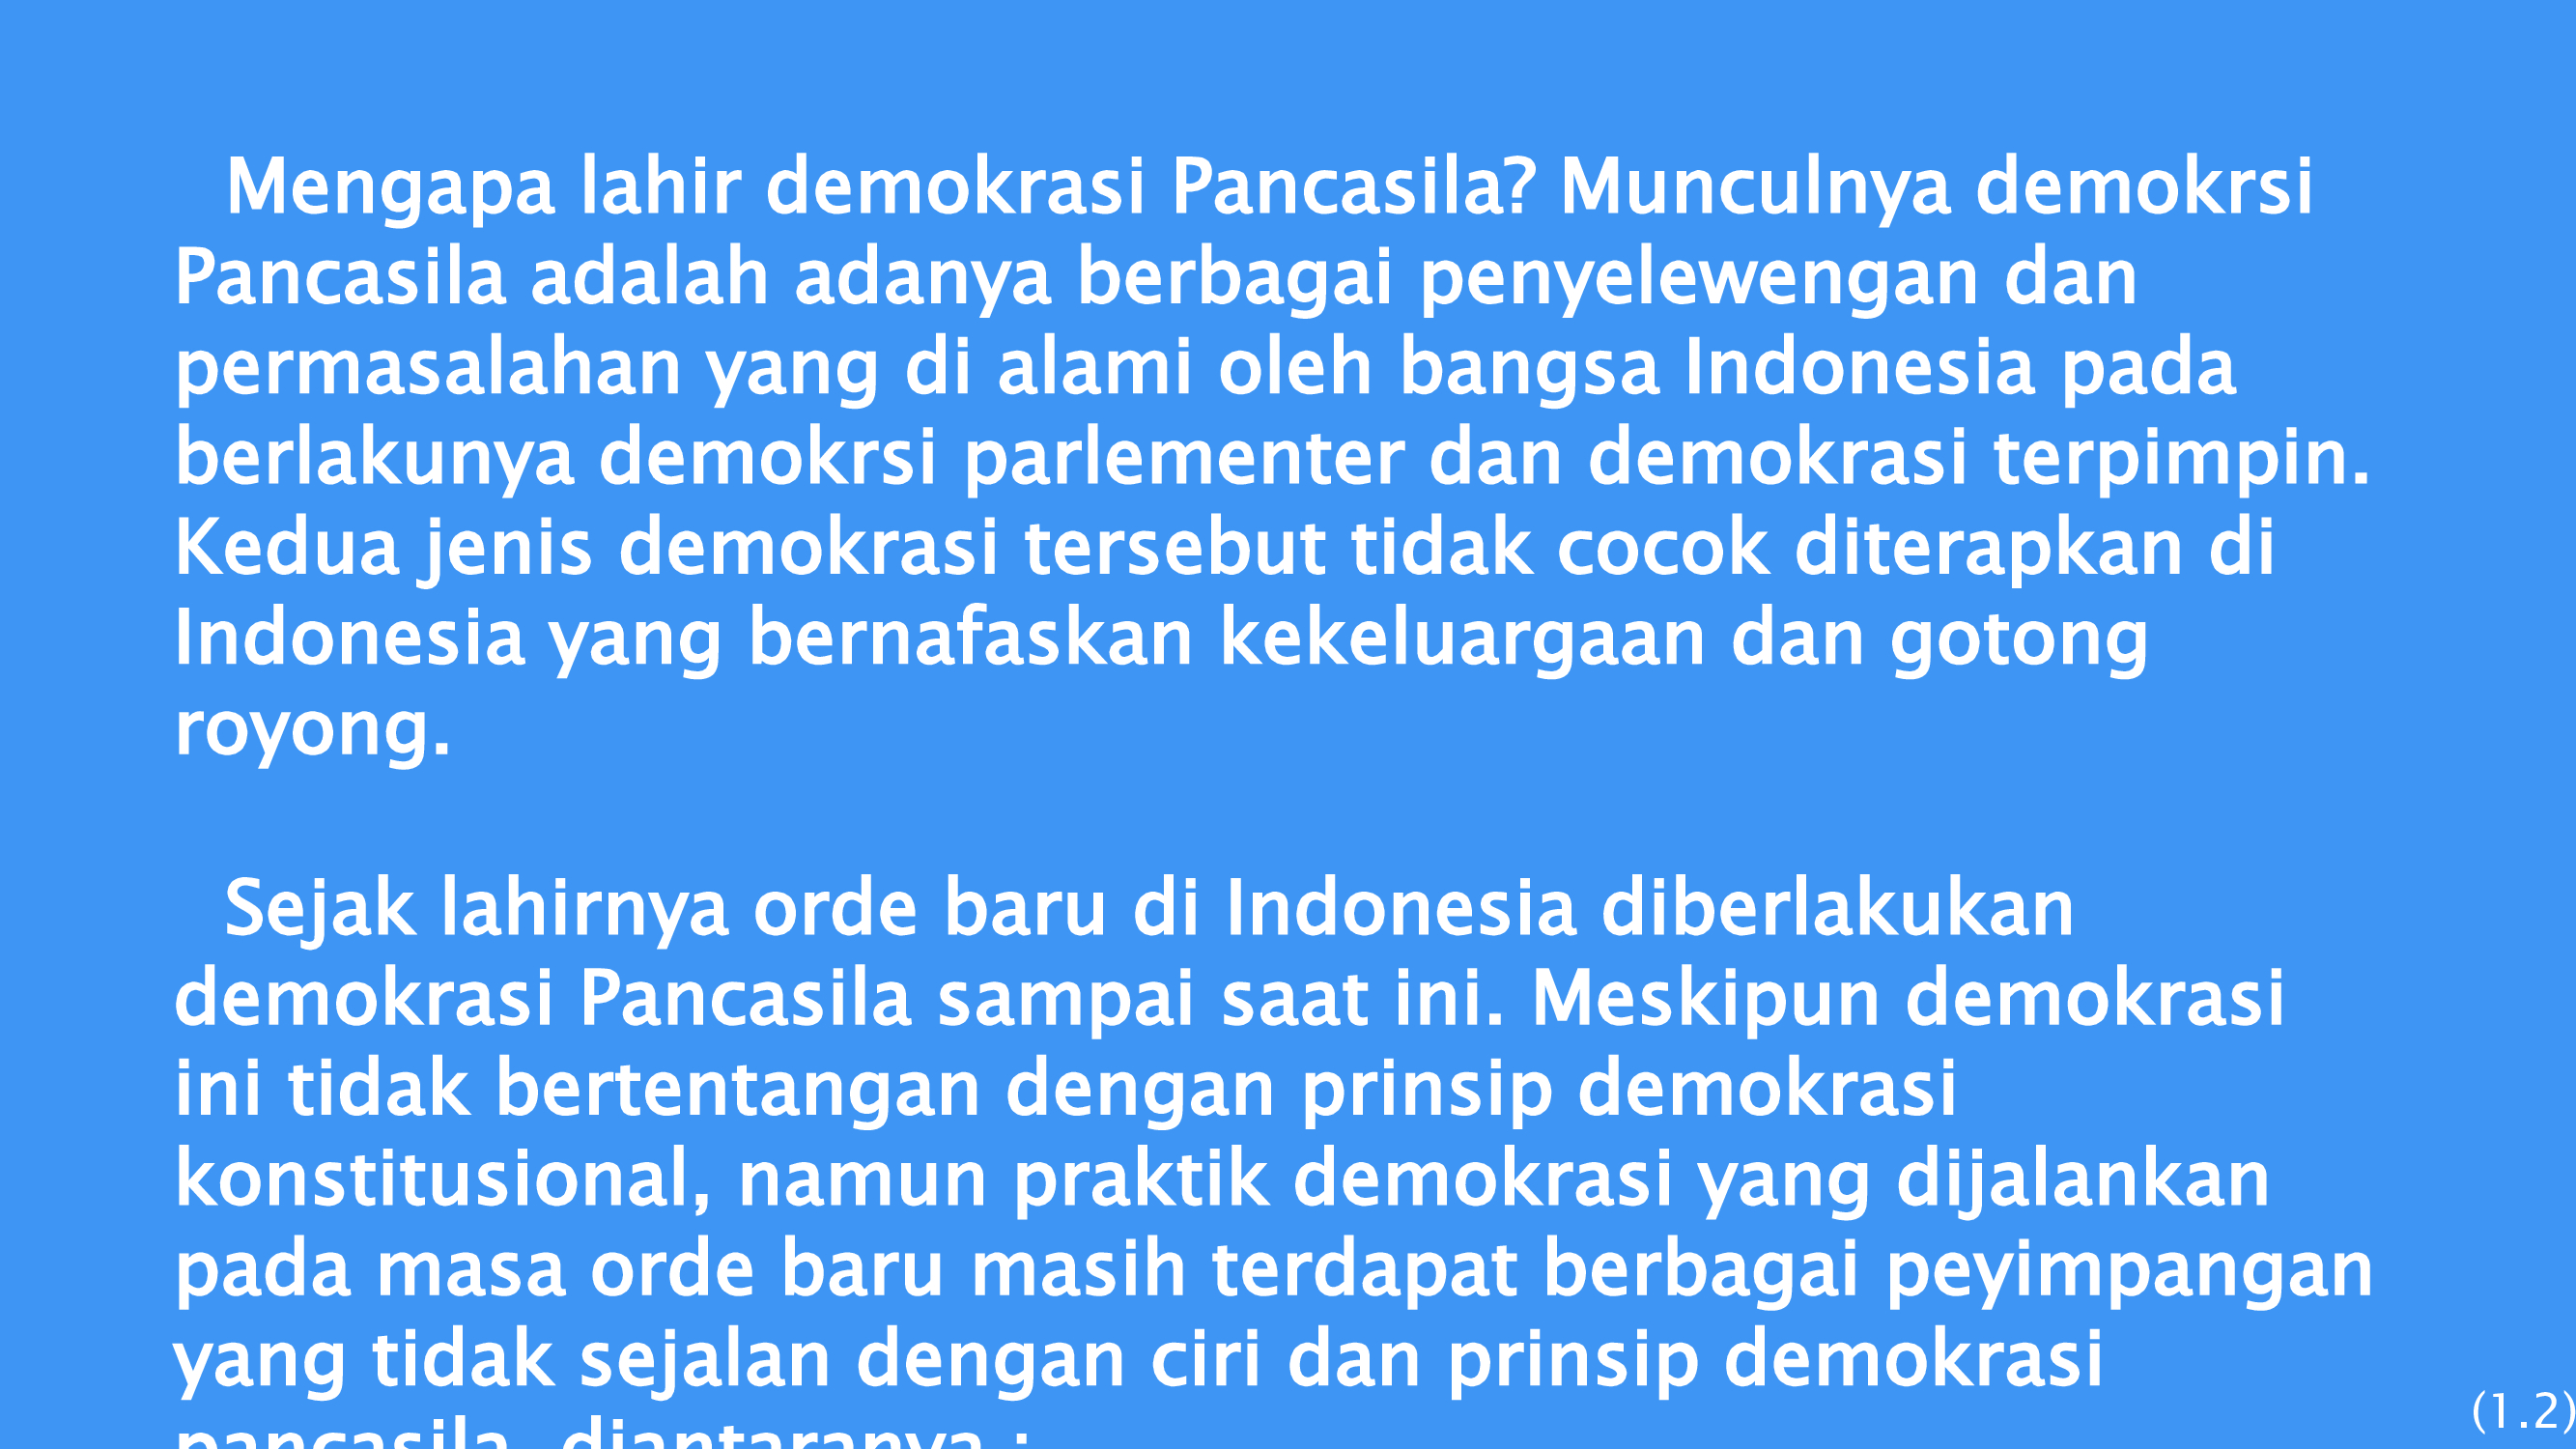 Mengapa lahir demokrasi Pancasila? Munculnya demokrsi
Pancasila adalah adanya berbagai penyelewengan dan
permasalahan yang di alami oleh bangsa Indonesia pada
berlakunya demokrsi parlementer dan demokrasi terpimpin.
Kedua jenis demokrasi tersebut tidak cocok diterapkan di
Indonesia yang bernafaskan kekeluargaan dan gotong
royong.
Sejak lahirnya orde baru di Indonesia diberlakukan
demokrasi Pancasila sampai saat ini. Meskipun demokrasi
ini tidak bertentangan dengan prinsip demokrasi
konstitusional, namun praktik demokrasi yang dijalankan
pada masa orde baru masih terdapat berbagai peyimpangan
yang tidak sejalan dengan ciri dan prinsip demokrasi
pancasila, diantaranya :
(1.2)